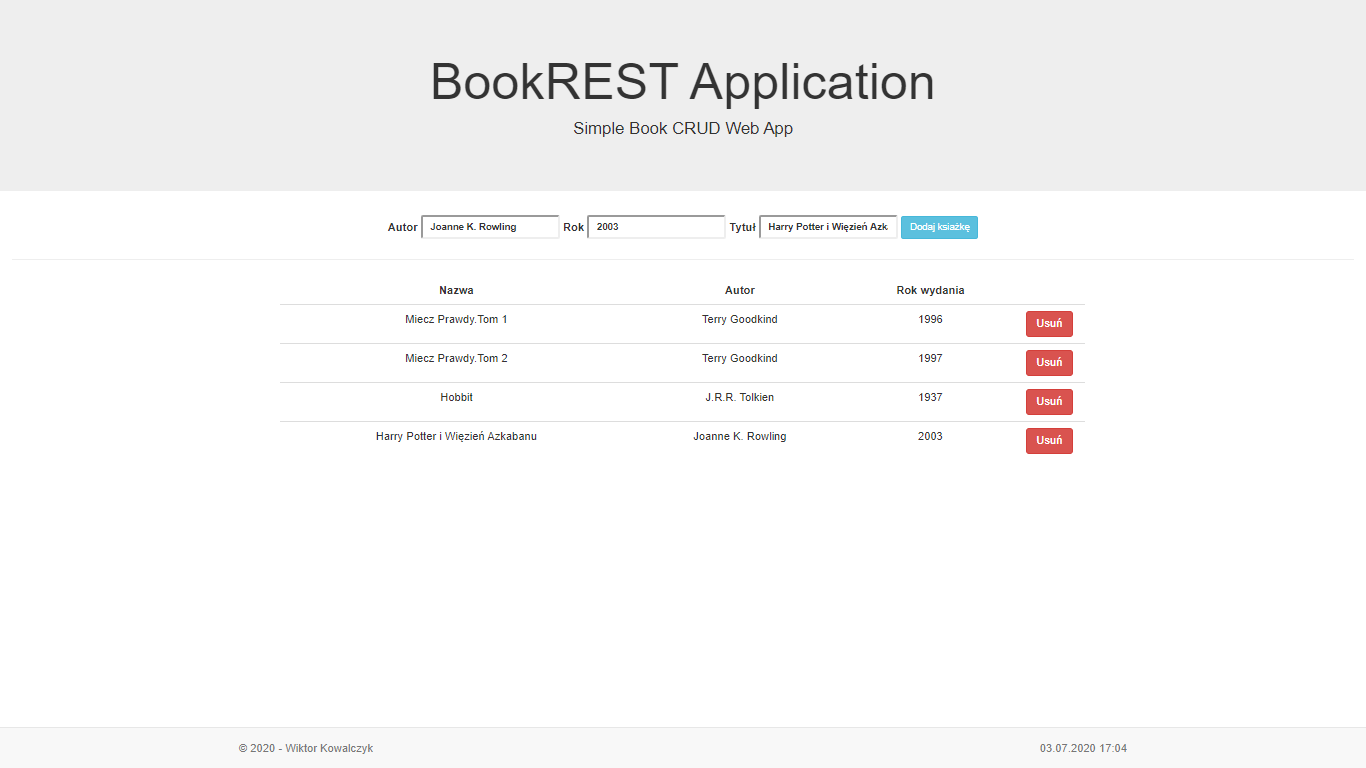 BookREST Application
Simple Book CRUD Web App
Autor Joanne K. Rowling Rok 2003 Tytuł Harry Potter i Więzień Azk Dodaj ksiażkę
Nazwa Autor Rok wydania
Miecz Prawdy.Tom 1 Terry Goodkind 1996 Usuń
Miecz Prawdy.Tom 2 Terry Goodkind 1997 Usuń
Hobbit J.R.R. Tolkien 1937 Usuń
Harry Potter i Więzień Azkabanu Joanne K. Rowling 2003 Usuń
© 2020 - Wiktor Kowalczyk 03.07.2020 17:04